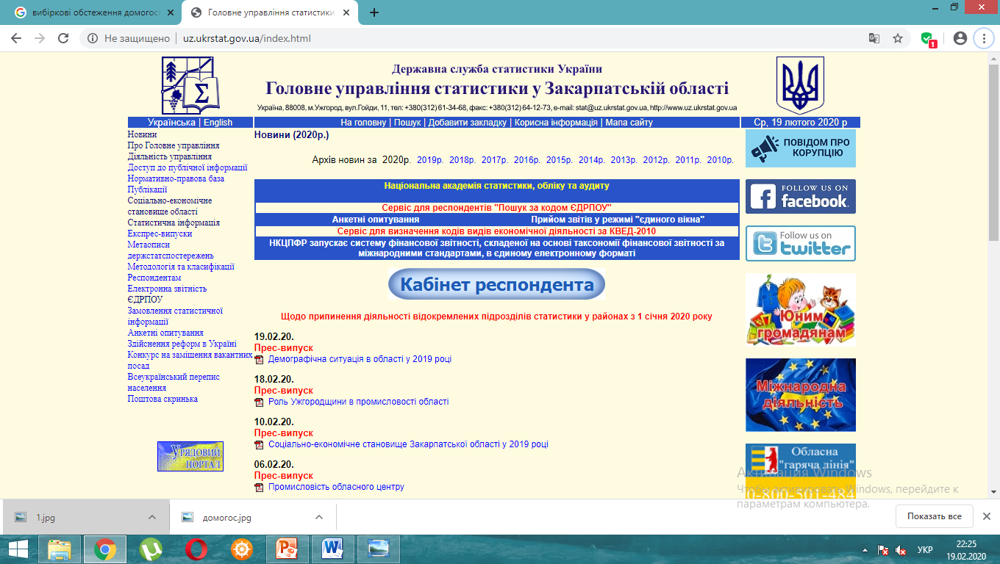 вибіркові обстеження домогос
Головне управління статистики
Не защищено | uz.ukrstat.gov.ua/index.html
1
Державна служба статистики України
Головне управління статистики у Закарпатській області
Україна, 88008, м.Ужгород, вул.Гойди, 11, тел: +380(312) 61-34-68, факс: +380(312) 64-12-73, e-mail: stat@uz.ukrstat.gov.ua, http://www.uz.ukrstat.gov.ua
Українська | English
На головну | Пошук | Добавити закладку | Корисна інформація | Мапа сайту
Ср, 19 лютого 2020 р
Новини
Про Головне управління
Діяльність управління
Доступ до публічної інформації
Нормативно-правова база
Публікації
Соціально-економічне
становище області
Статистична інформація
Експрес-випуски
Метаописи
держстатспостережень
Методологія та класифікації
Респондентам
Електронна звітність
ЄДРПОУ
Замовлення статистичної
інформації
Анкетні опитування
Здійснення реформ в Україні
Конкурс на заміщення вакантних
посад
Всеукраїнський перепис
населення
Поштова скринька
Урядовий
портал
Новини (2020р.)
Архів новин за 2020р. 2019р. 2018р. 2017р. 2016р. 2015р. 2014р. 2013р. 2012р. 2011р. 2010р.
Національна академія статистики, обліку та аудиту
Сервіс для респондентів "Пошук за кодом ЄДРПОУ"
Анкетні опитування Прийом звітів у режимі "єдиного вікна"
Сервіс для визначення кодів видів економічної діяльності за КВЕД-2010
НКЦПФР запускає систему фінансової звітності, складеної на основі таксономії фінансової звітності за
міжнародними стандартами, в єдиному електронному форматі
Кабінет респондента
Щодо припинення діяльності відокремлених підрозділів статистики у районах з 1 січня 2020 року
19.02.20.
Прес-випуск
Демографічна ситуація в області у 2019 році
18.02.20.
Прес-випуск
Роль Ужгородщини в промисловості області
10.02.20.
Прес-випуск
Соціально-економічне становище Закарпатської області у 2019 році
06.02.20.
Прес-випуск
Промисловість обласного центру
ПОВІДОМ ПРО
КОРУПЦІЮ
FOLLOW US ON
facebook
Follow us on
twitter
Юним
громадянам
Міжнародна
діяльність
Обласна
"гаряча лінія"
0-800-501-484
Активация Windows
Чтобы активировать Windows, перейдите к
параметрам компьютера.
1.jpg
домогос.jpg
Показать все
УКР
22:25
19.02.2020